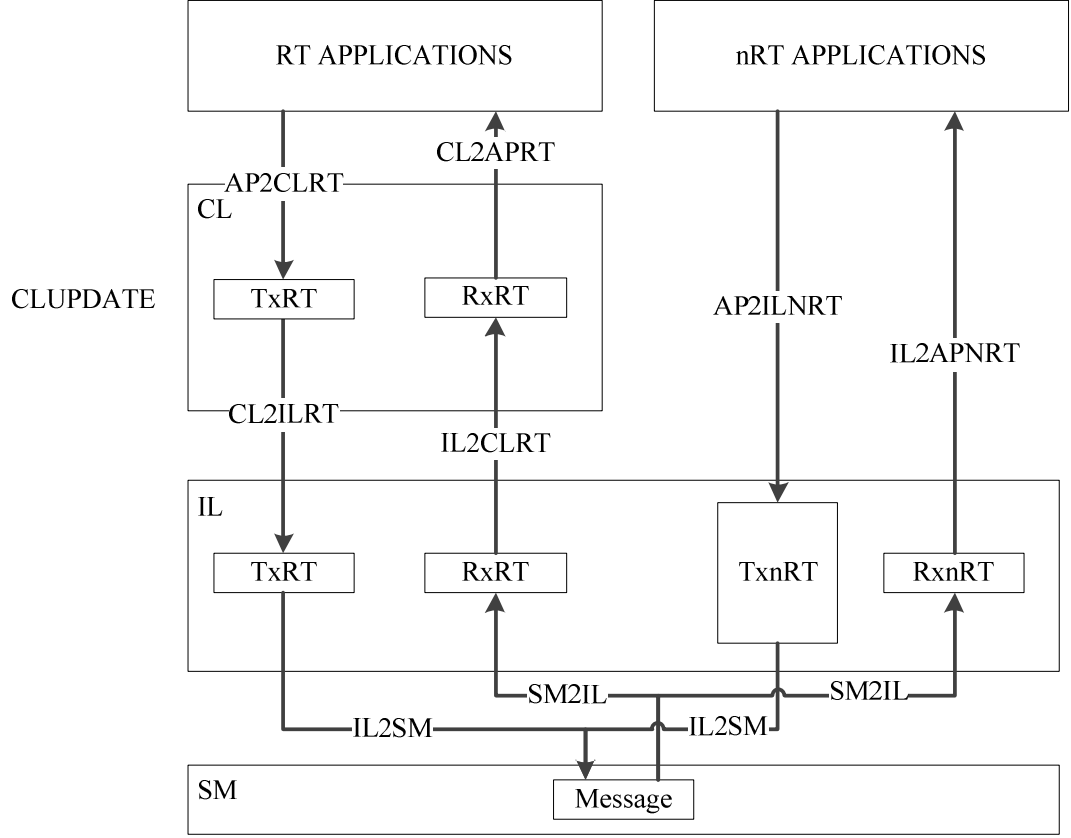 RT APPLICATIONS
nRT APPLICATIONS
CL2APRT
AP2CLRT
CL
CLUPDATE
TxRT
RxRT
AP2ILNRT
IL2APNRT
CL2ILRT
IL2CLRT
IL
TxRT
RxRT
TxnRT
RxnRT
SM2IL
SM2IL
IL2SM
IL2SM
SM
Message